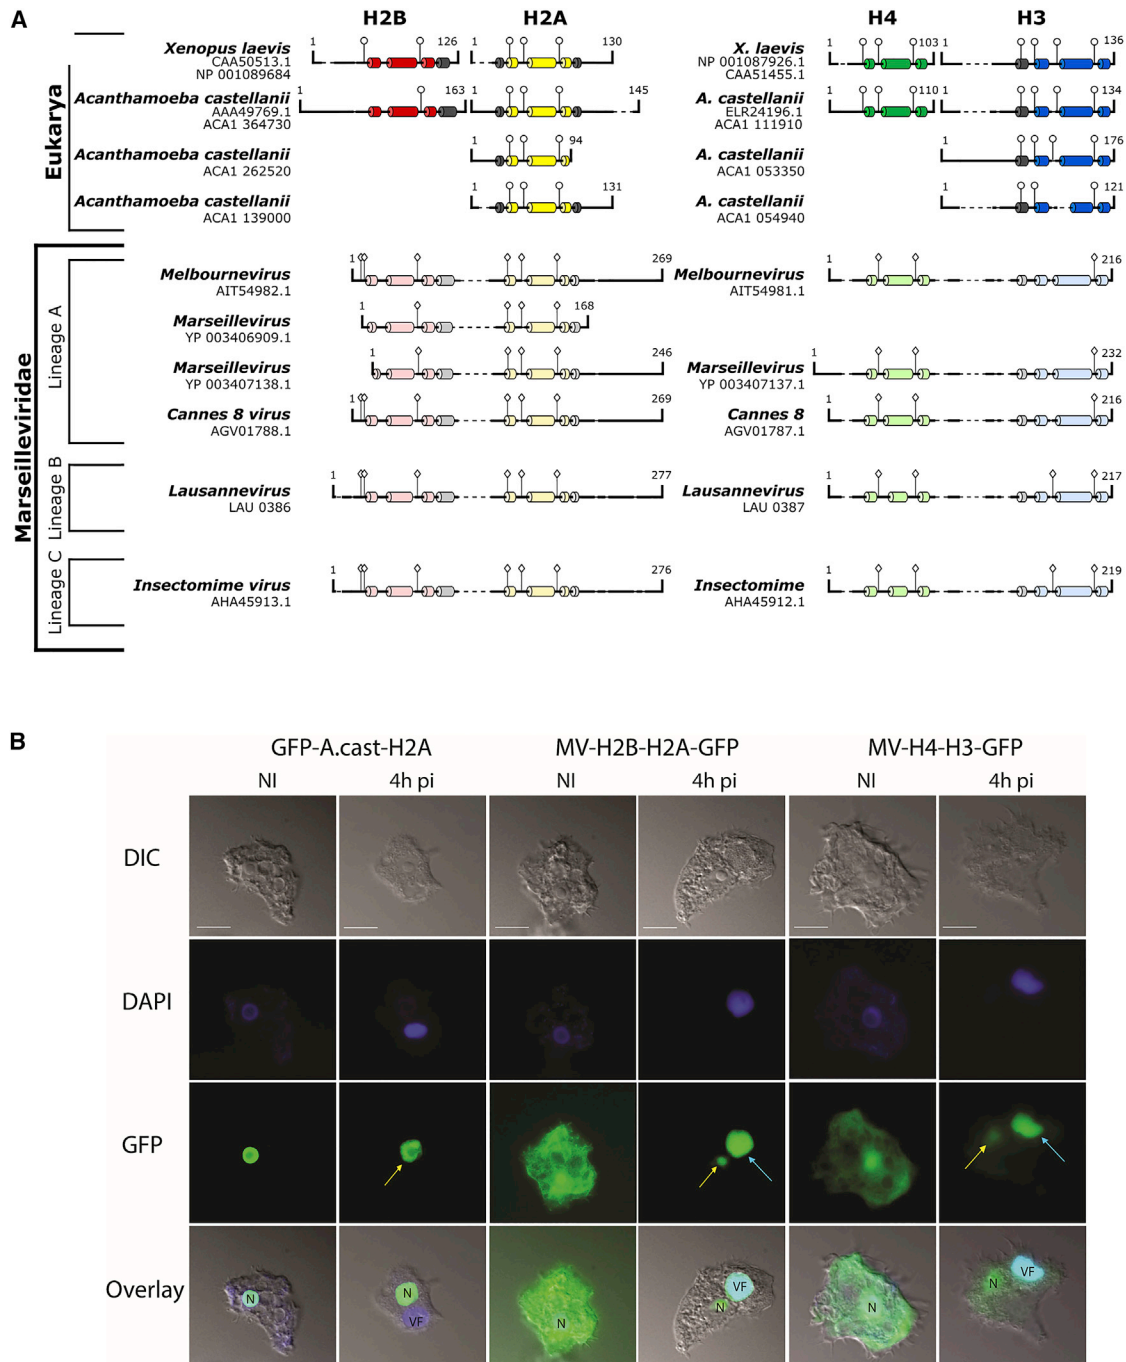 A
H2B H2A H4 H3
Eukarya
Xenopus laevis
CAA50513.1
NP 001089684
1 126 1 130
X. laevis
NP 001087926.1
CAA51455.1
1 103 1 136
Acanthamoeba castellanii
AAA49769.1
ACA1 364730
1 163 1 145
A. castellanii
ELR24196.1
ACA1 111910
1 110 1 134
Acanthamoeba castellanii
ACA1 262520
1 94
A. castellanii
ACA1 053350
1 176
Acanthamoeba castellanii
ACA1 139000
1 131
A. castellanii
ACA1 054940
1 121
Marseilleviridae
Lineage A
Melbournevirus
AIT54982.1
1 269
Melbournevirus
AIT54981.1
1 216
Marseillevirus
YP 003406909.1
1 168
Marseillevirus
YP 003407138.1
1 246
Marseillevirus
YP 003407137.1
1 232
Cannes 8 virus
AGV01788.1
1 269
Cannes 8
AGV01787.1
1 216
Lineage B
Lausannevirus
LAU 0386
1 277
Lausannevirus
LAU 0387
1 217
Lineage C
Insectomime virus
AHA45913.1
1 276
Insectomime
AHA45912.1
1 219
B
GFP-A.cast-H2A MV-H2B-H2A-GFP MV-H4-H3-GFP
NI 4h pi NI 4h pi NI 4h pi
DIC
DAPI
GFP
Overlay
N
N
VF
N
VF
N
N
N
VF